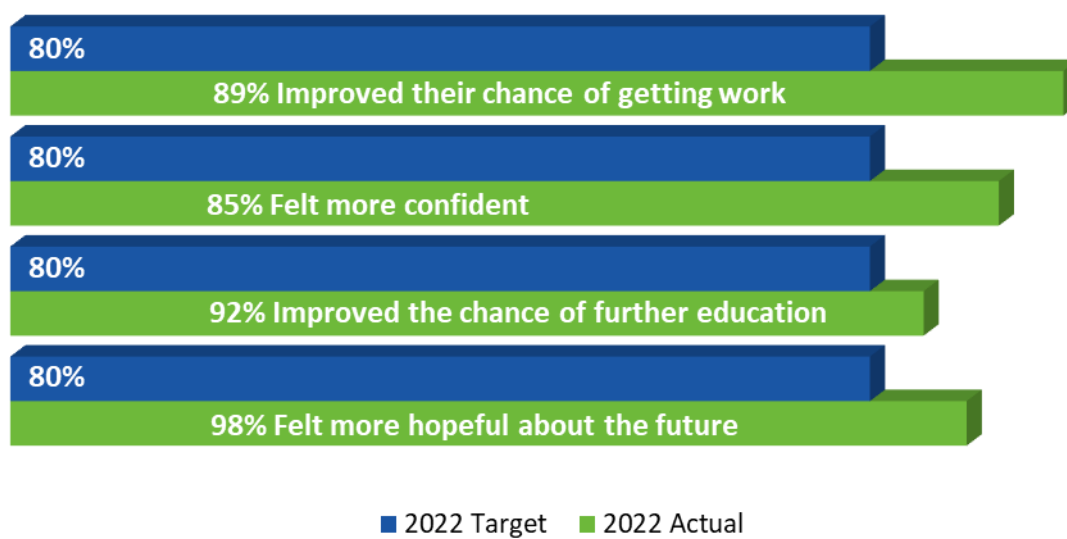 80%
89% Improved their chance of getting work
80%
85% Felt more confident
80%
92% Improved the chance of further education
80%
98% Felt more hopeful about the future
2022 Target 2022 Actual